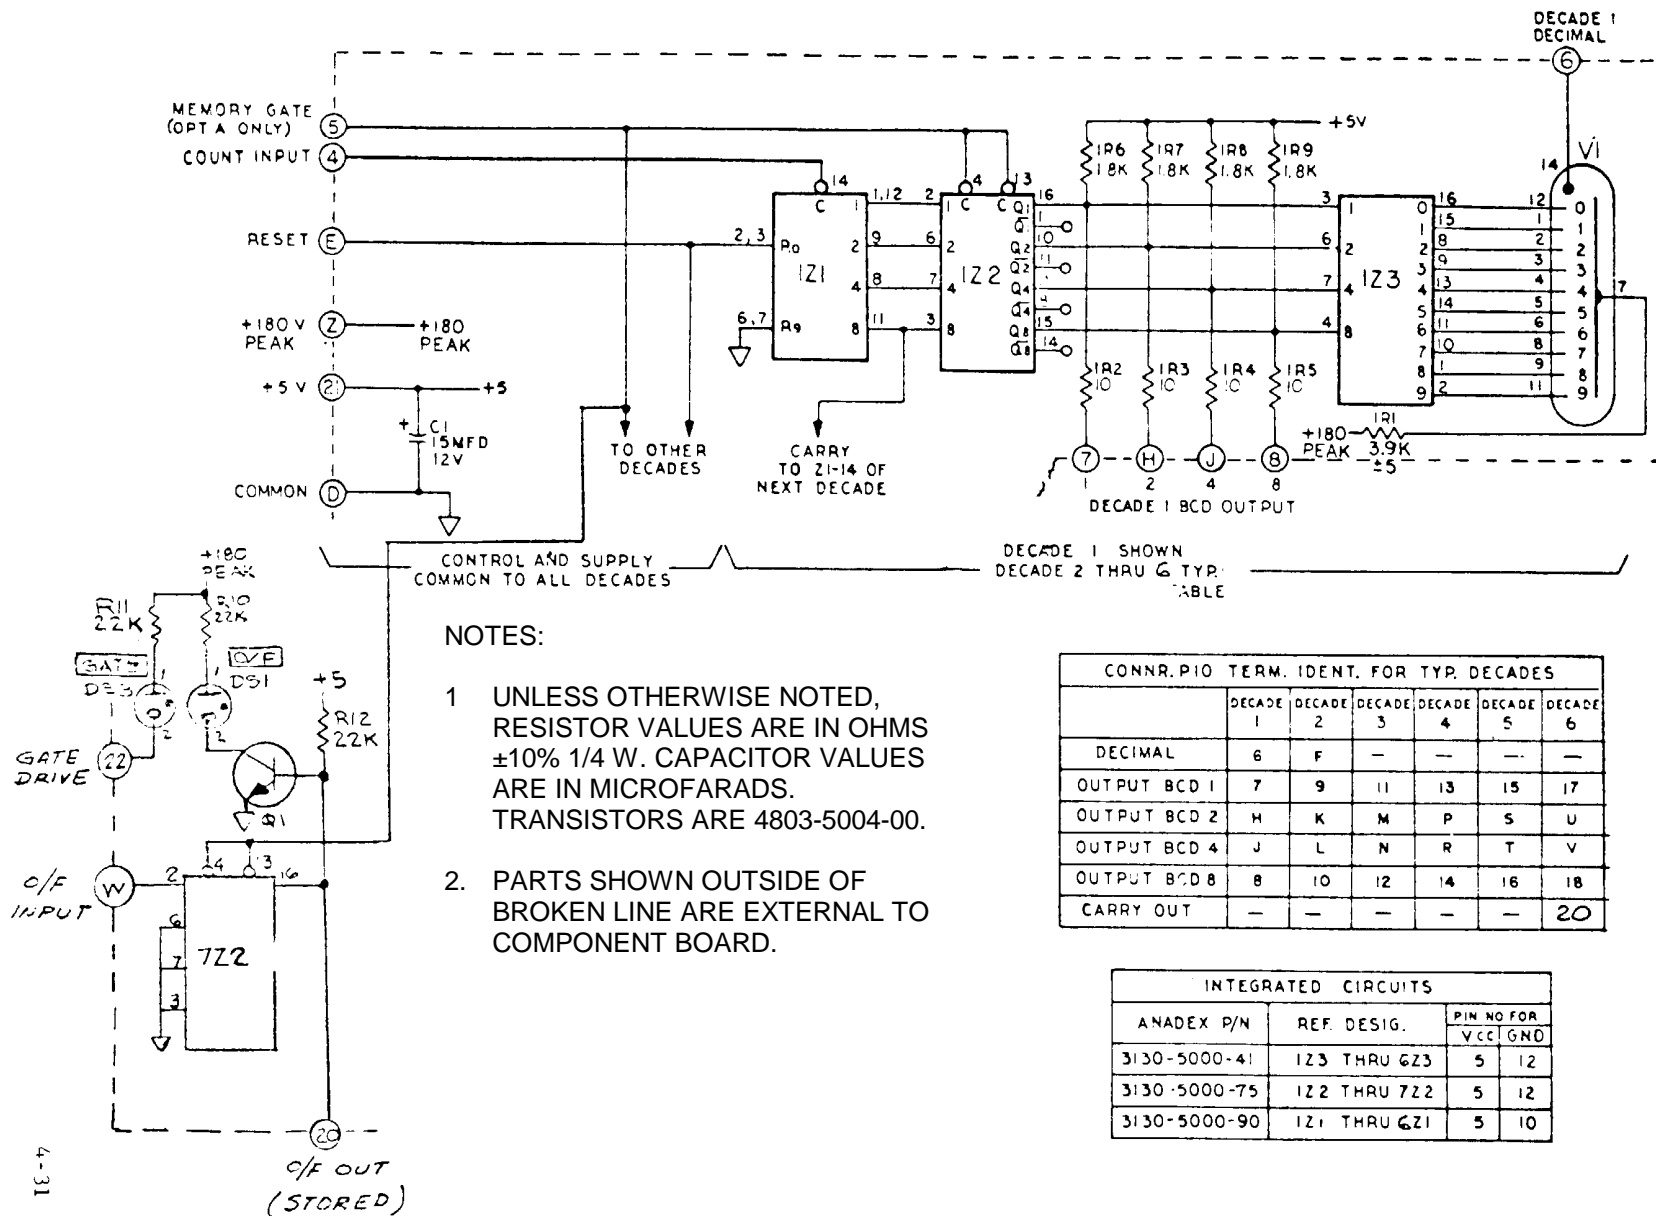 DECADE 1
DECIMAL
6
MEMORY GATE
(OPT A ONLY)
5
COUNT INPUT
4
RESET
E
+180 V
PEAK
Z
+180
PEAK
+5 V
21
+5
+
C1
15MFD
12V
COMMON
D
14
C
1
1,12
2,3
R0
2
9
1Z1
4
8
6,7
R9
8
11
4
13
2
1
C
C
Q1
16
Q1
1
6
2
Q2
10
1Z2
Q2
11
7
4
Q4
Q4
3
8
Q8
15
Q8
14
+5V
1R6
1.8K
1R7
1.8K
1R8
1.8K
1R9
1.8K
1R2
10
1R3
10
1R4
10
1R5
10
3
1
6
2
7
4
4
8
1Z3
0
16
1
15
2
8
3
9
4
13
5
14
6
11
7
10
8
1
9
2
V1
14
12
0
1
1
2
2
3
3
4
4
5
5
6
6
8
7
9
8
11
9
7
1R1
3.9K
±5
+180
PEAK
7
H
J
8
1
2
4
8
DECADE 1 BCD OUTPUT
TO OTHER
DECADES
CARRY
TO Z1-14 OF
NEXT DECADE
CONTROL AND SUPPLY
COMMON TO ALL DECADES
DECADE 1 SHOWN
DECADE 2 THRU 6 TYP.
ABLE
+180
PEAK
R11
22K
R10
22K
GATE
DS3
O/F
DS1
1
1
2
2
+5
R12
22K
GATE
DRIVE
22
Q1
O/F
INPUT
W
2
4
13
16
6
7
3
7Z2
20
O/F OUT
(STORED)
4-31
NOTES:
1 UNLESS OTHERWISE NOTED,
RESISTOR VALUES ARE IN OHMS
±10% 1/4 W. CAPACITOR VALUES
ARE IN MICROFARADS.
TRANSISTORS ARE 4803-5004-00.
2. PARTS SHOWN OUTSIDE OF
BROKEN LINE ARE EXTERNAL TO
COMPONENT BOARD.
CONNR. P10 TERM. IDENT. FOR TYP. DECADES
DECADE 1 DECADE 2 DECADE 3 DECADE 4 DECADE 5 DECADE 6
DECIMAL 6 F — — — —
OUTPUT BCD 1 7 9 11 13 15 17
OUTPUT BCD 2 H K M P S U
OUTPUT BCD 4 J L N R T V
OUTPUT BCD 8 8 10 12 14 16 18
CARRY OUT — — — — — 20
INTEGRATED CIRCUITS
ANADEX P/N REF. DESIG. PIN NO FOR
VCC GND
3130-5000-41 1Z3 THRU 6Z3 5 12
3130-5000-75 1Z2 THRU 7Z2 5 12
3130-5000-90 1Z1 THRU 6Z1 5 10